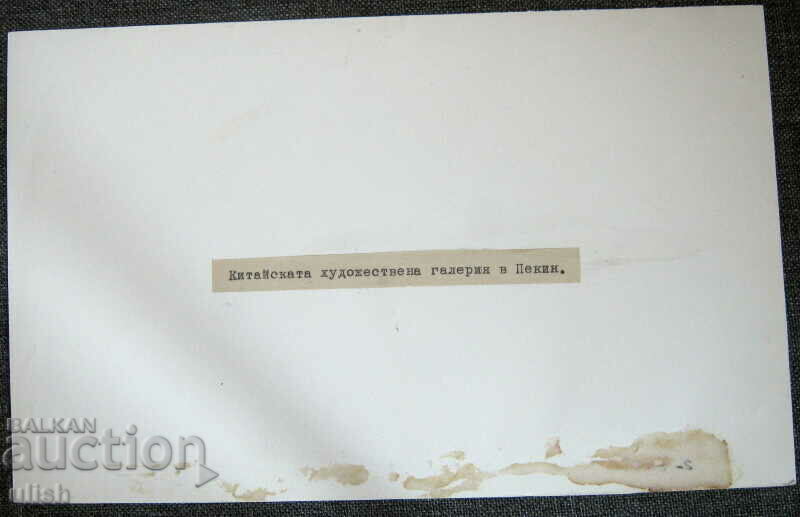 Китайската художествена галерия в Пекин.
BALKAN
auction
ulish